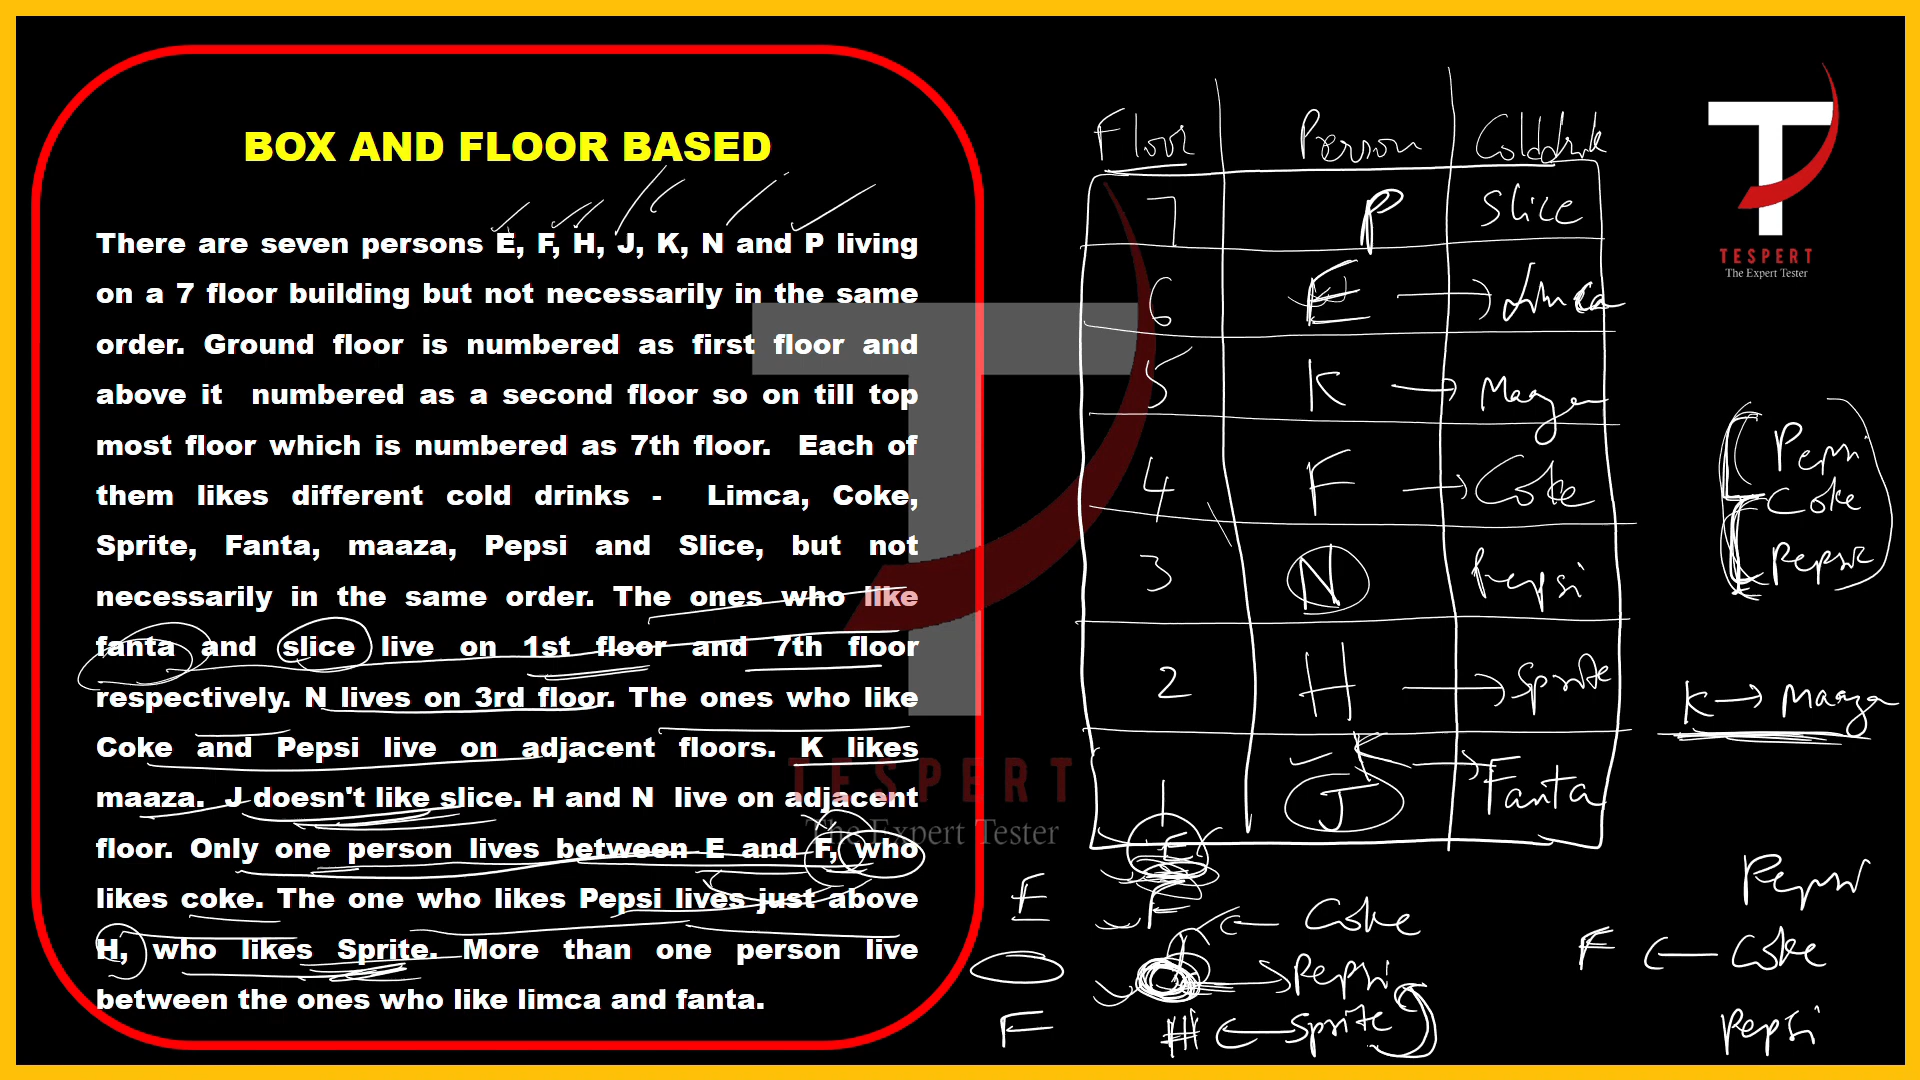 BOX AND FLOOR BASED
There are seven persons E, F, H, J, K, N and P living
on a 7 floor building but not necessarily in the same
order. Ground floor is numbered as first floor and
above it numbered as a second floor so on till top
most floor which is numbered as 7th floor. Each of
them likes different cold drinks - Limca, Coke,
Sprite, Fanta, maaza, Pepsi and Slice, but not
necessarily in the same order. The ones who like
fanta and slice live on 1st floor and 7th floor
respectively. N lives on 3rd floor. The ones who like
Coke and Pepsi live on adjacent floors. K likes
maaza. J doesn't like slice. H and N live on adjacent
floor. Only one person lives between E and F, who
likes coke. The one who likes Pepsi lives just above
H, who likes Sprite. More than one person live
between the ones who like limca and fanta.
Floor Person Colddrink
7 P Slice
6 E Limca
5 K Maaza
4 F Coke
3 N Pepsi
2 H Sprite
1 J Fanta
E
F
F
Coke
Pepsi
H Sprite
Pepsi
Coke
Pepsi
K Maaza
Pepsi
F Coke
Pepsi
TESPERT
The Expert Tester
TESPERT
The Expert Tester